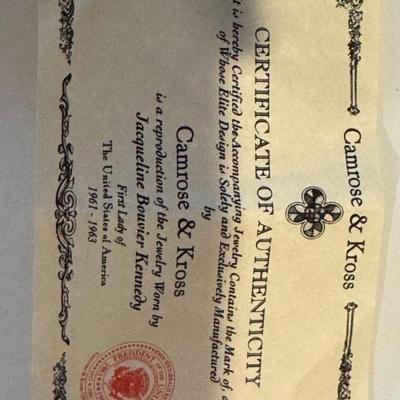 Camrose & Kross
CERTIFICATE OF AUTHENTICITY
It is hereby Certified the Accompanying Jewelry Contains the Mark of,
of Whose Elite Design is Solely and Exclusively Manufactured
by
Camrose & Kross
is a reproduction of the Jewelry Worn by
Jacqueline Bouvier Kennedy
First Lady of
The United States of America
1961 - 1963
PRESIDENT